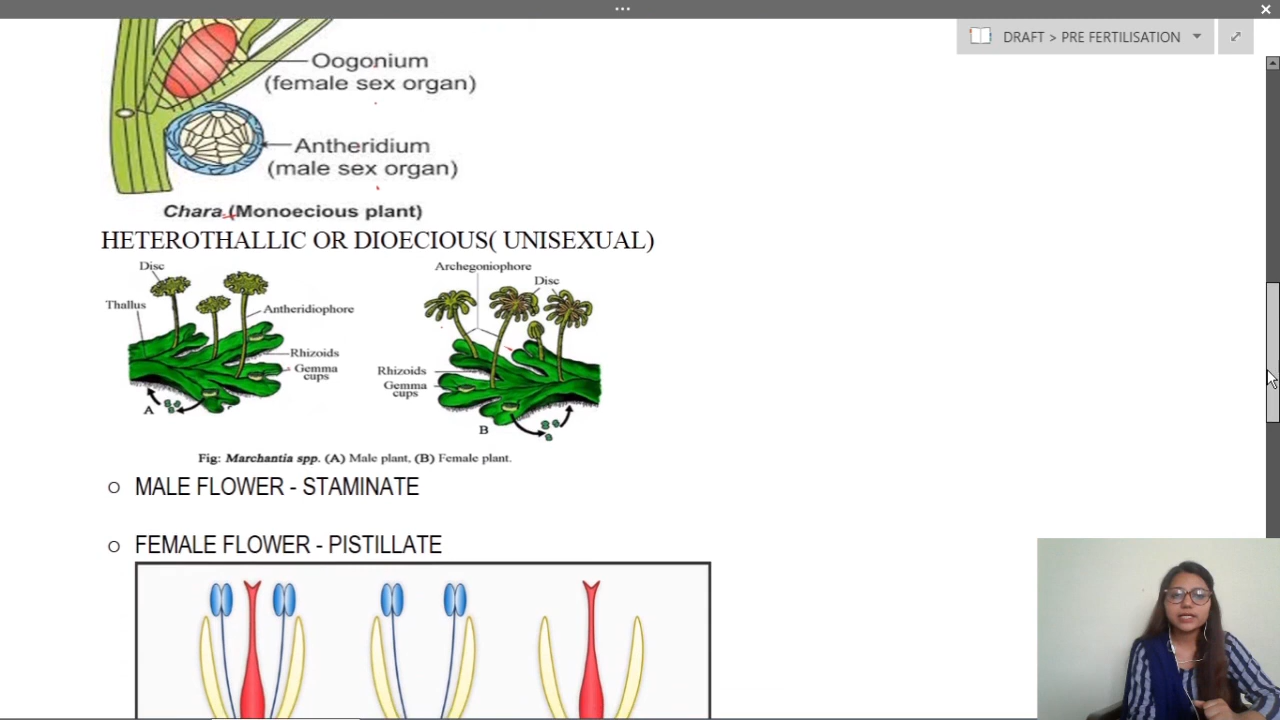 DRAFT > PRE FERTILISATION
Oogonium
(female sex organ)
Antheridium
(male sex organ)
Chara (Monoecious plant)
HETEROTHALLIC OR DIOECIOUS( UNISEXUAL)
Disc
Thallus
Antheridiophore
Rhizoids
Gemma
cups
A
Archegoniophore
Disc
Rhizoids
Gemma
cups
B
Fig: Marchantia spp. (A) Male plant, (B) Female plant.
○ MALE FLOWER - STAMINATE
○ FEMALE FLOWER - PISTILLATE